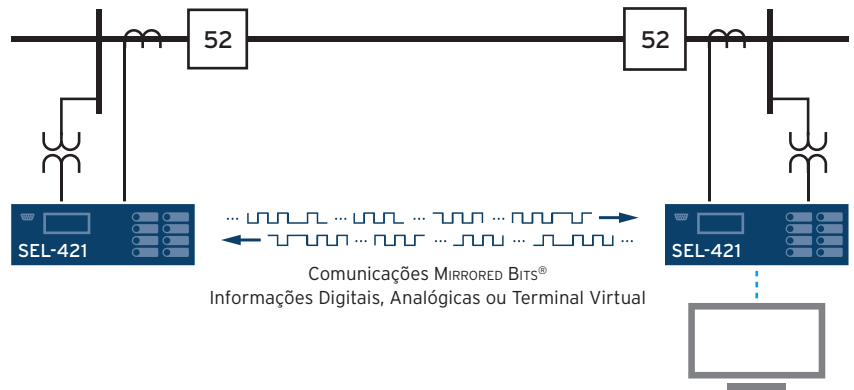 52
52
SEL-421
SEL-421
Comunicações MIRRORED BITS®
Informações Digitais, Analógicas ou Terminal Virtual